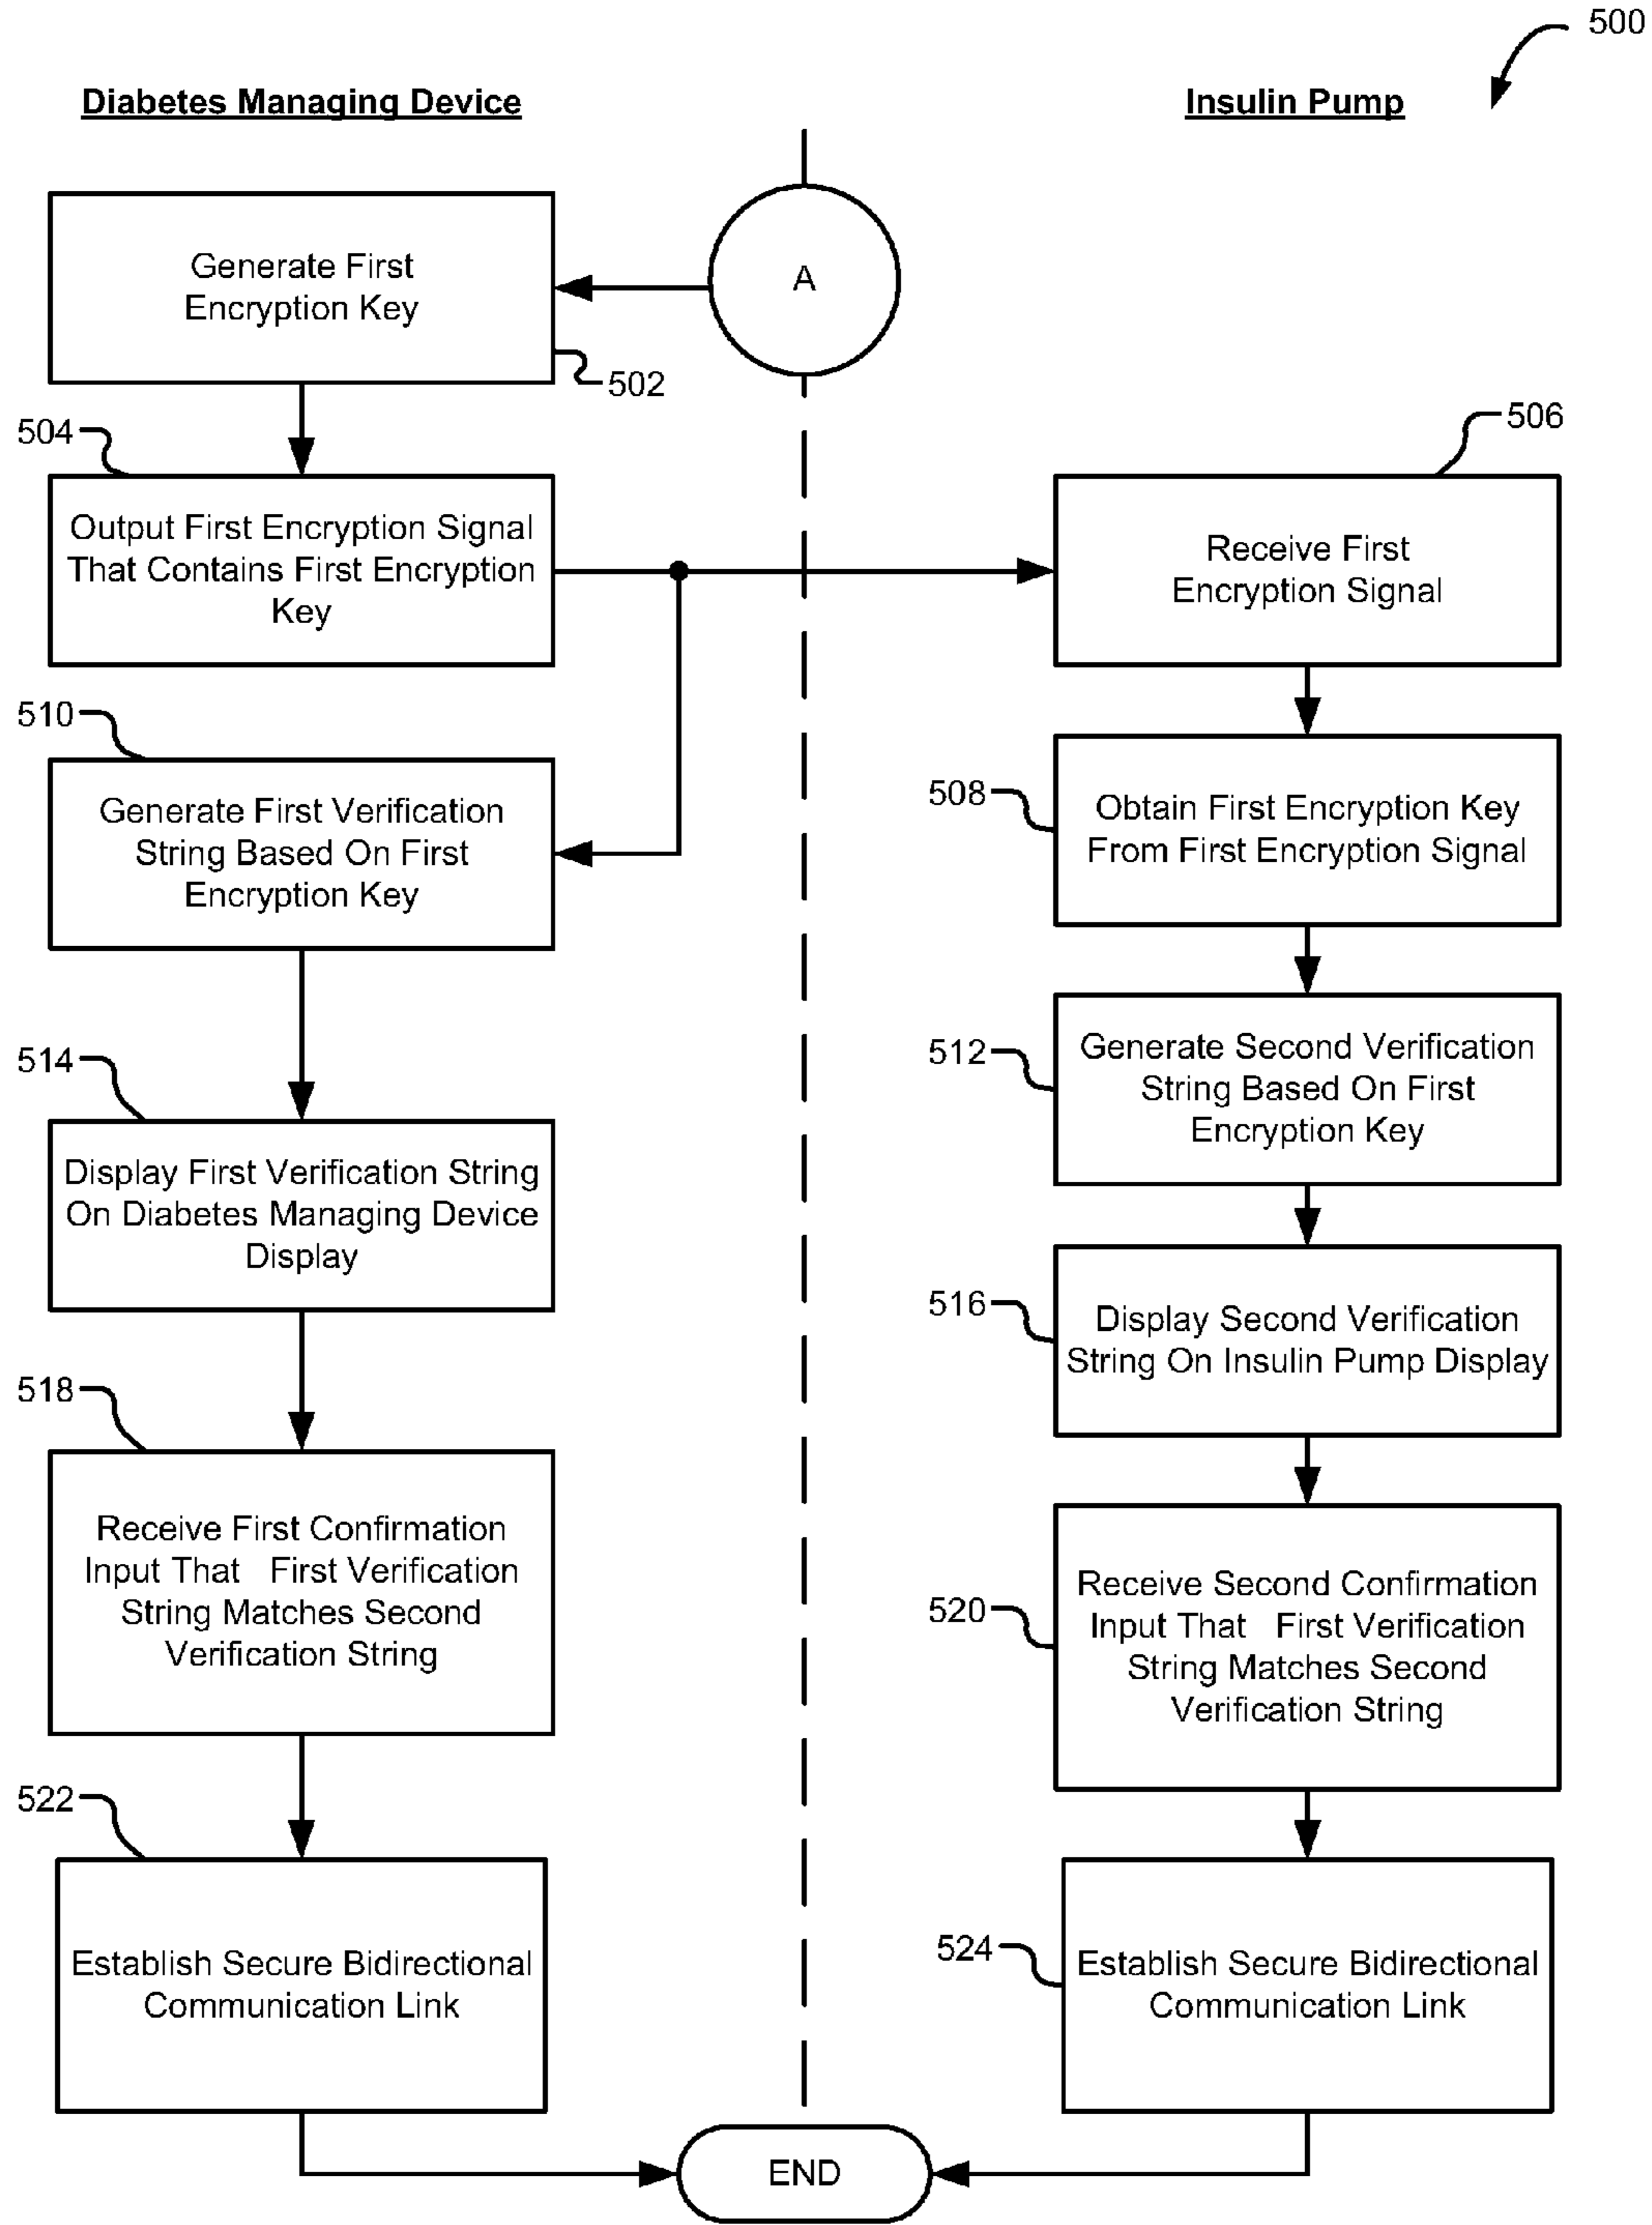 500
Diabetes Managing Device
Insulin Pump
A
Generate First
Encryption Key
502
504
Output First Encryption Signal
That Contains First Encryption
Key
506
Receive First
Encryption Signal
510
Generate First Verification
String Based On First
Encryption Key
508
Obtain First Encryption Key
From First Encryption Signal
512
Generate Second Verification
String Based On First
Encryption Key
514
Display First Verification String
On Diabetes Managing Device
Display
516
Display Second Verification
String On Insulin Pump Display
518
Receive First Confirmation
Input That First Verification
String Matches Second
Verification String
520
Receive Second Confirmation
Input That First Verification
String Matches Second
Verification String
522
Establish Secure Bidirectional
Communication Link
524
Establish Secure Bidirectional
Communication Link
END